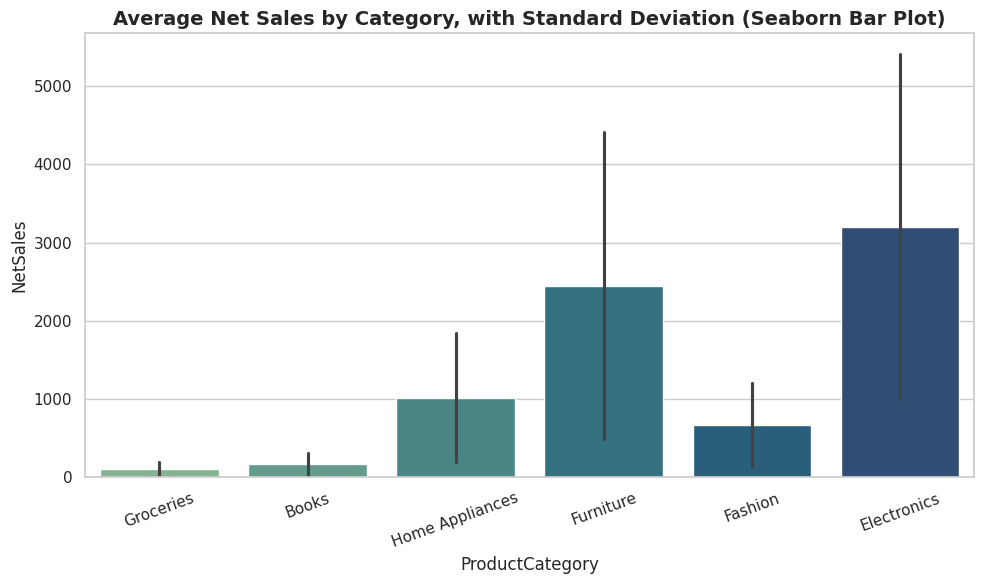 Average Net Sales by Category, with Standard Deviation (Seaborn Bar Plot)
NetSales
5000
4000
3000
2000
1000
0
Groceries
Books
Home Appliances
Furniture
Fashion
Electronics
ProductCategory